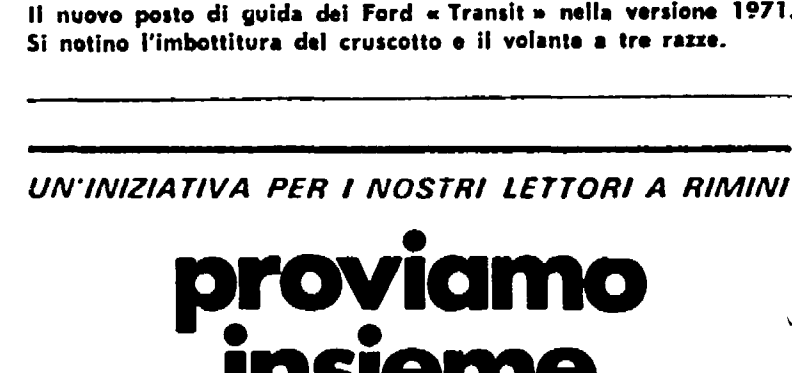 Il nuovo posto di guida dei Ford « Transit » nella versione 1971.
Si notino l'imbottitura del cruscotto e il volante a tre razze.
UN'INIZIATIVA PER I NOSTRI LETTORI A RIMINI
proviamo
insieme